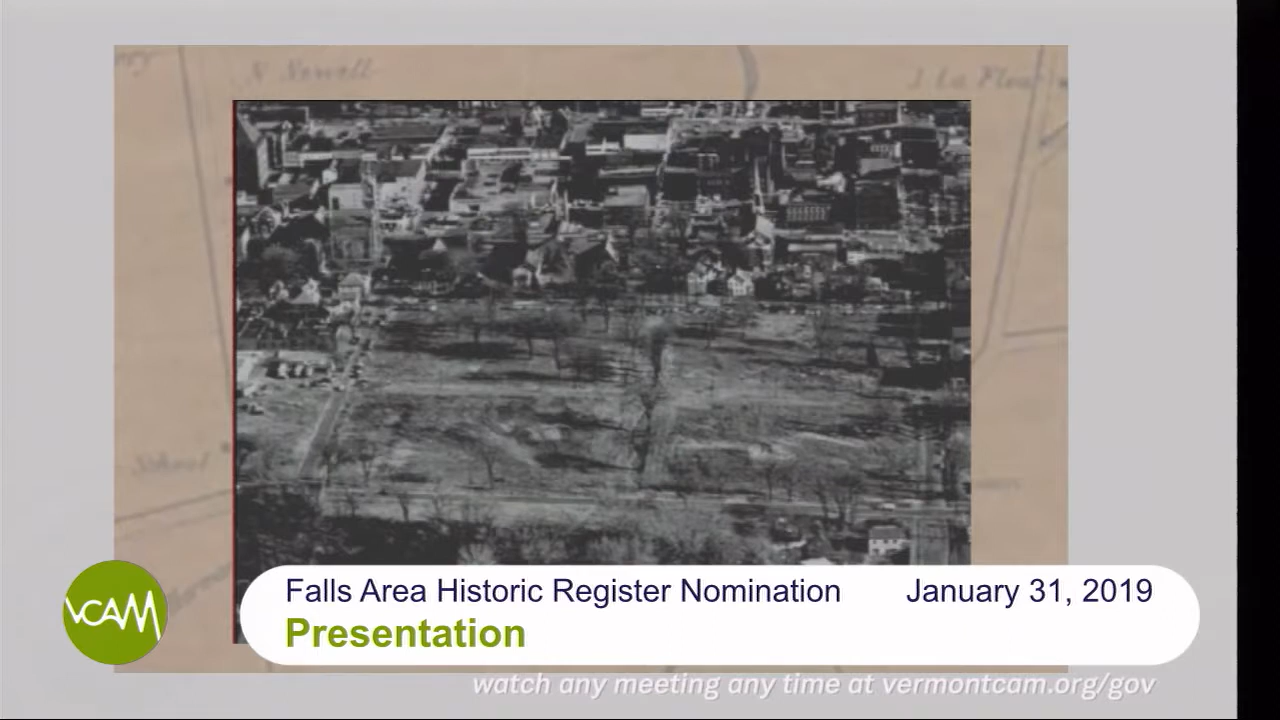 N Newell
School
Falls Area Historic Register Nomination January 31, 2019
Presentation
VCAM
watch any meeting any time at vermontcam.org/gov